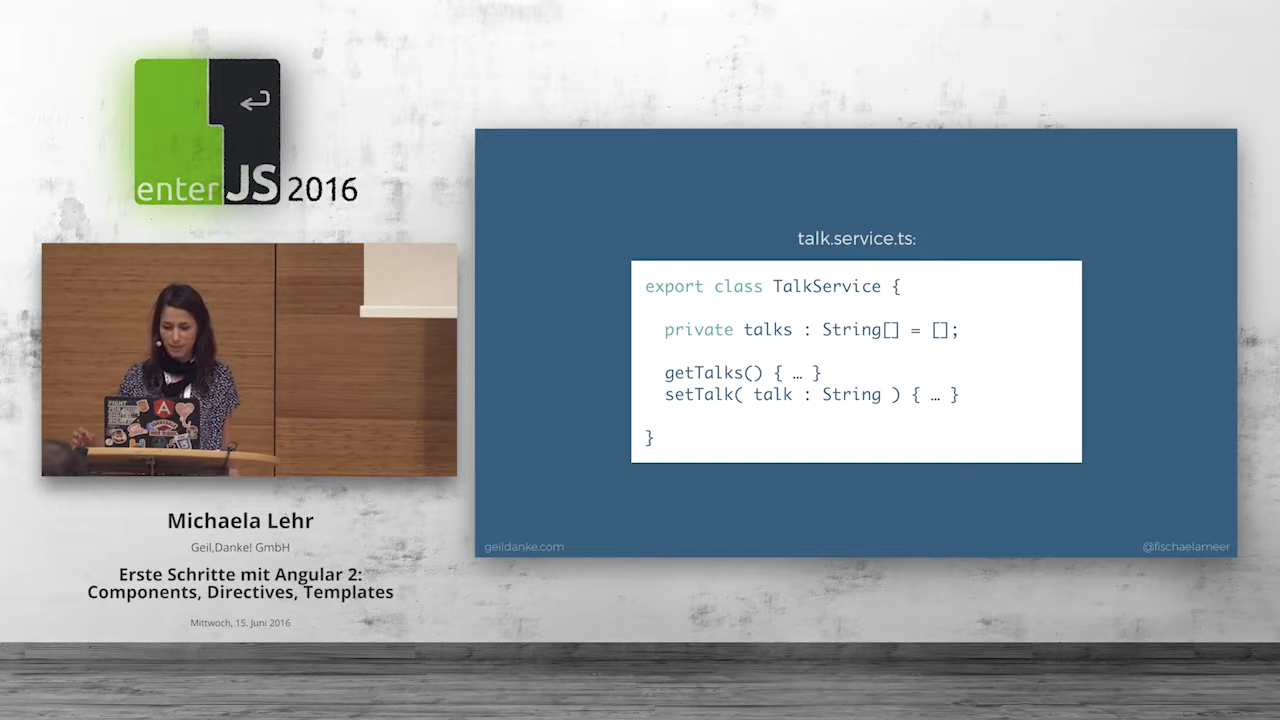 enterJS 2016
Michaela Lehr
Geil,Danke! GmbH
Erste Schritte mit Angular 2:
Components, Directives, Templates
Mittwoch, 15. Juni 2016
talk.service.ts:
export class TalkService {
private talks : String[] = [];
getTalks() { … }
setTalk( talk : String ) { … }
}
geildanke.com
@fischaelameer